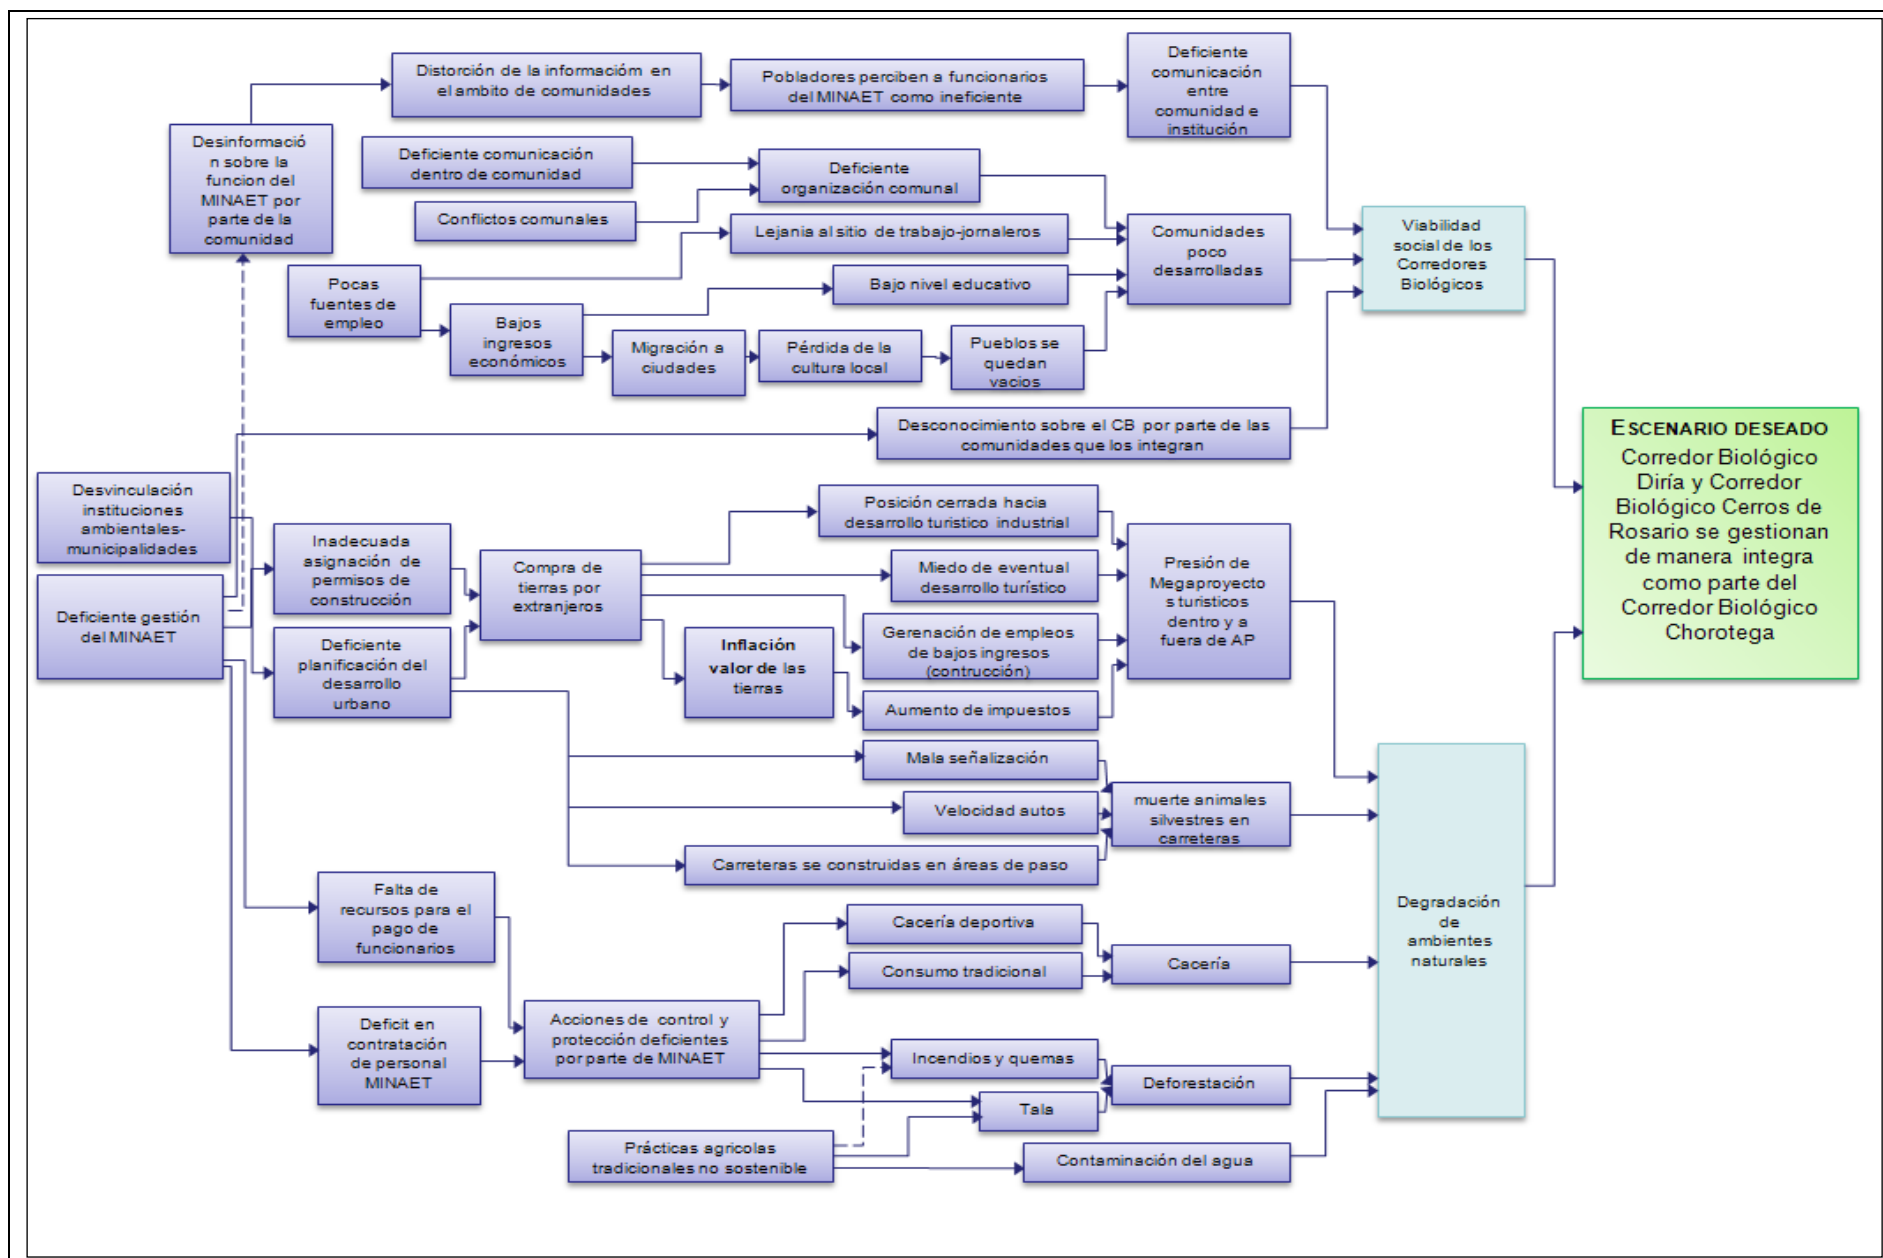 Distorción de la informacióm en
el ambito de comunidades
Pobladores perciben a funcionarios
del MINAET como ineficiente
Deficiente
comunicación
entre
comunidad e
institución
Desinformació
n sobre la
funcion del
MINAET por
parte de la
comunidad
Deficiente comunicación
dentro de comunidad
Deficiente
organización comunal
Conflictos comunales
Lejania al sitio de trabajo-jornaleros
Comunidades
poco
desarrolladas
Viabilidad
social de los
Corredores
Biológicos
Pocas
fuentes de
empleo
Bajo nivel educativo
Bajos
ingresos
económicos
Migración a
ciudades
Pérdida de la
cultura local
Pueblos se
quedan
vacios
Desconocimiento sobre el CB por parte de las
comunidades que los integran
ESCENARIO DESEADO
Corredor Biológico
Diría y Corredor
Biológico Cerros de
Rosario se gestionan
de manera integra
como parte del
Corredor Biológico
Chorotega
Desvinculación
instituciones
ambientales-
municipalidades
Deficiente gestión
del MINAET
Inadecuada
asignación de
permisos de
construcción
Deficiente
planificación del
desarrollo
urbano
Compra de
tierras por
extranjeros
Posición cerrada hacia
desarrollo turistico industrial
Miedo de eventual
desarrollo turístico
Gerenación de empleos
de bajos ingresos
(contrucción)
Inflación
valor de las
tierras
Aumento de impuestos
Presión de
Megaproyecto
s turisticos
dentro y a
fuera de AP
Mala señalización
Velocidad autos
Carreteras se construidas en áreas de paso
muerte animales
silvestres en
carreteras
Degradación
de
ambientes
naturales
Falta de
recursos para el
pago de
funcionarios
Deficit en
contratación
de personal
MINAET
Acciones de control y
protección deficientes
por parte de MINAET
Cacería deportiva
Consumo tradicional
Cacería
Incendios y quemas
Tala
Deforestación
Prácticas agricolas
tradicionales no sostenible
Contaminación del agua